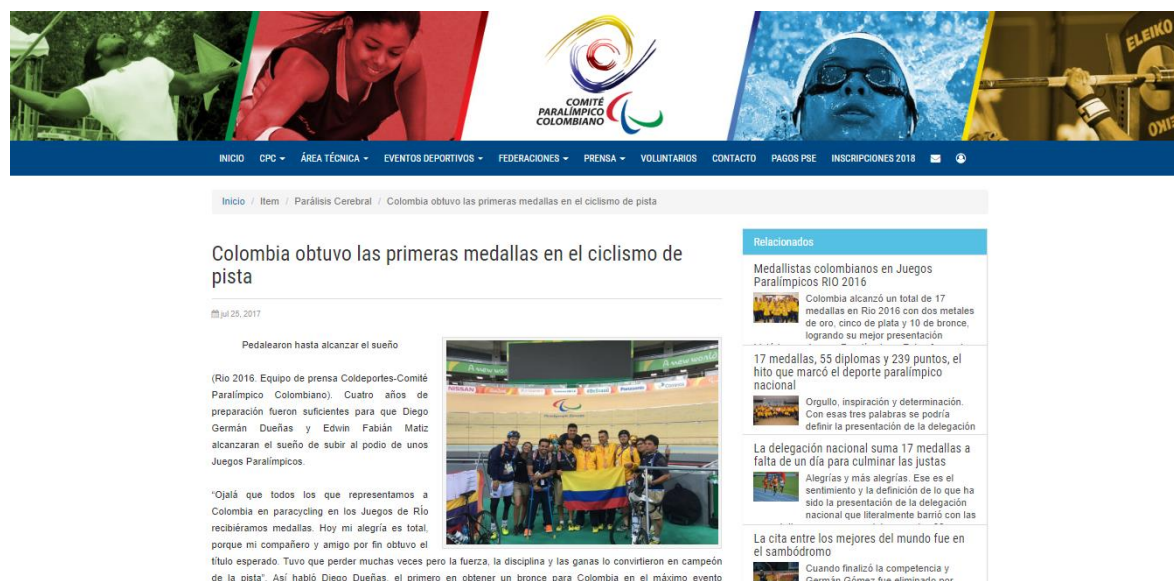 ELEIKO
COMITÉ
PARALÍMPICO
COLOMBIANO
INICIO CPC ÁREA TÉCNICA EVENTOS DEPORTIVOS FEDERACIONES PRENSA VOLUNTARIOS CONTACTO PAGOS PSE INSCRIPCIONES 2018
Inicio / Item / Parálisis Cerebral / Colombia obtuvo las primeras medallas en el ciclismo de pista
Colombia obtuvo las primeras medallas en el ciclismo de
pista
jul 25, 2017
Pedalearon hasta alcanzar el sueño
(Rio 2016. Equipo de prensa Coldeportes-Comité
Paralímpico Colombiano). Cuatro años de
preparación fueron suficientes para que Diego
Germán Dueñas y Edwin Fabián Matiz
alcanzaran el sueño de subir al podio de unos
Juegos Paralímpicos.
"Ojalá que todos los que representamos a
Colombia en paracycling en los Juegos de Río
recibiéramos medallas. Hoy mi alegría es total,
porque mi compañero y amigo por fin obtuvo el
título esperado. Tuvo que perder muchas veces pero la fuerza, la disciplina y las ganas lo convirtieron en campeón
de la pista". Así habló Diego Dueñas, el primero en obtener un bronce para Colombia en el máximo evento
A new world
NISSAN
Relacionados
Medallistas colombianos en Juegos
Paralímpicos RIO 2016
Colombia alcanzó un total de 17
medallas en Rio 2016 con dos metales
de oro, cinco de plata y 10 de bronce,
logrando su mejor presentación
17 medallas, 55 diplomas y 239 puntos, el
hito que marcó el deporte paralímpico
nacional
Orgullo, inspiración y determinación.
Con esas tres palabras se podría
definir la presentación de la delegación
La delegación nacional suma 17 medallas a
falta de un día para culminar las justas
Alegrías y más alegrías. Ese es el
sentimiento y la definición de lo que ha
sido la presentación de la delegación
nacional que literalmente barrió con las
La cita entre los mejores del mundo fue en
el sambódromo
Cuando finalizó la competencia y
Germán Gómez fue eliminado por